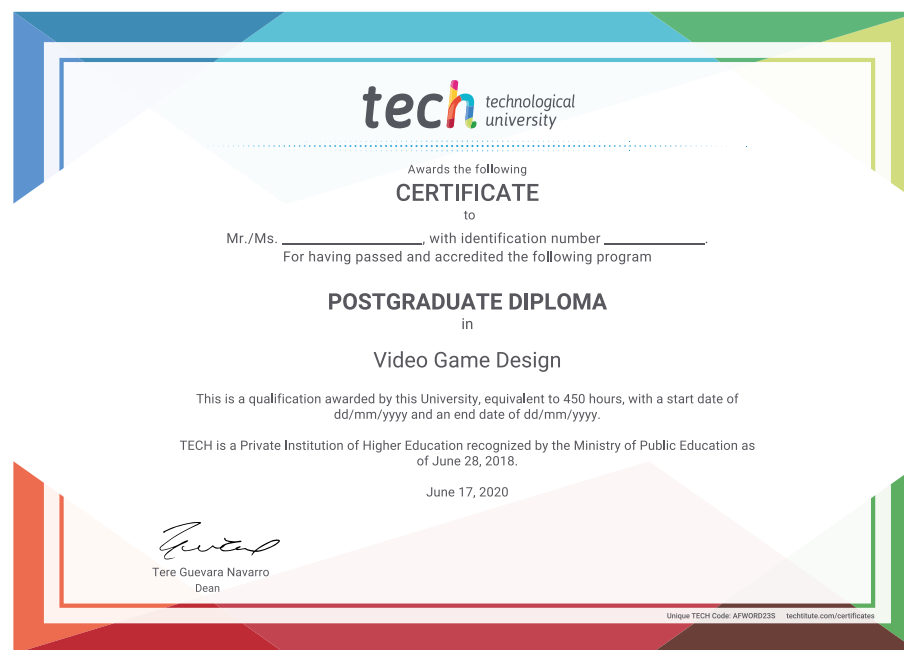 tech technological
university
Awards the following
CERTIFICATE
to
Mr./Ms. ____________________, with identification number ______________.
For having passed and accredited the following program
POSTGRADUATE DIPLOMA
in
Video Game Design
This is a qualification awarded by this University, equivalent to 450 hours, with a start date of
dd/mm/yyyy and an end date of dd/mm/yyyy.
TECH is a Private Institution of Higher Education recognized by the Ministry of Public Education as
of June 28, 2018.
June 17, 2020
Tere Guevara Navarro
Dean
Unique TECH Code: AFWORD23S techtitute.com/certificates